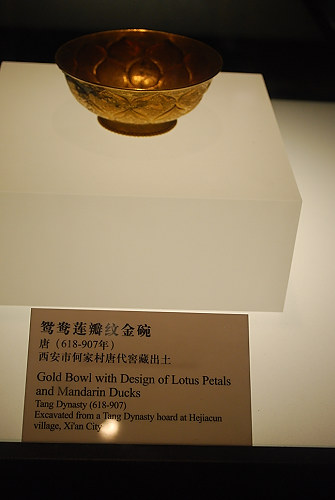 鸳鸯莲瓣纹金碗
唐（618-907年）
西安市何家村唐代窖藏出土
Gold Bowl with Design of Lotus Petals
and Mandarin Ducks
Tang Dynasty (618-907)
Excavated from a Tang Dynasty hoard at Hejiacun
village, Xi'an City